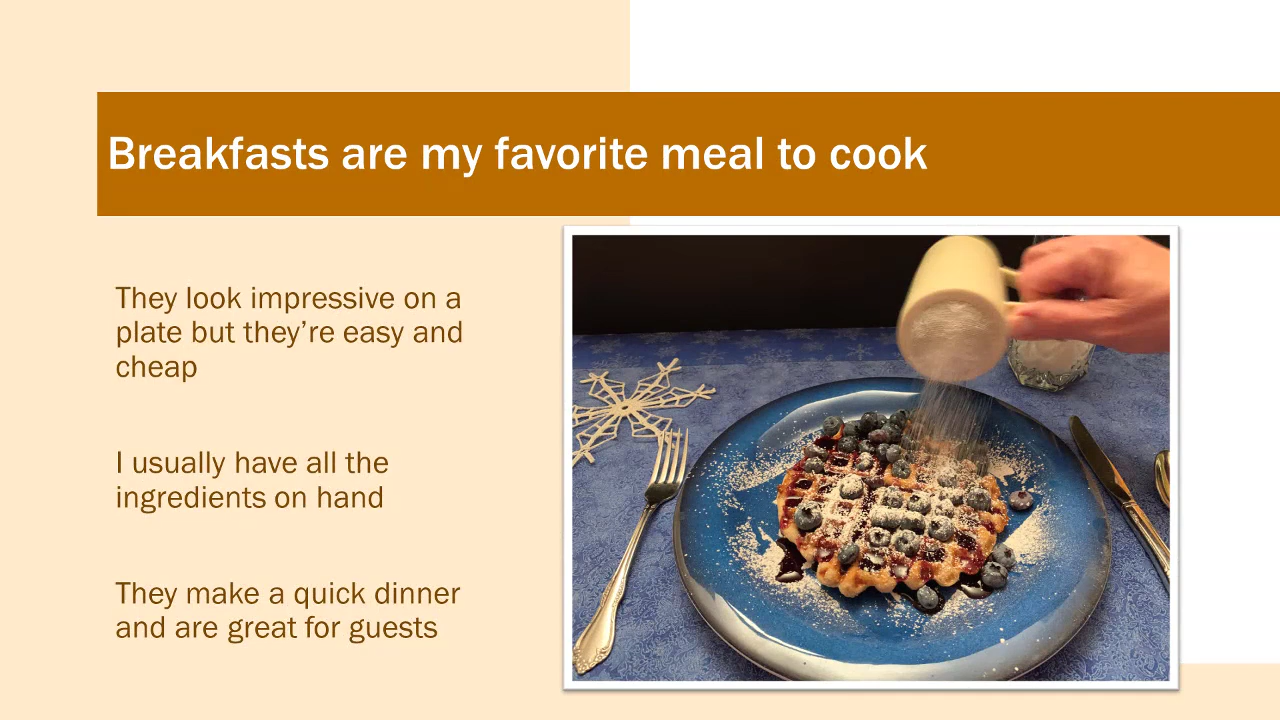 Breakfasts are my favorite meal to cook
They look impressive on a
plate but they’re easy and
cheap
I usually have all the
ingredients on hand
They make a quick dinner
and are great for guests